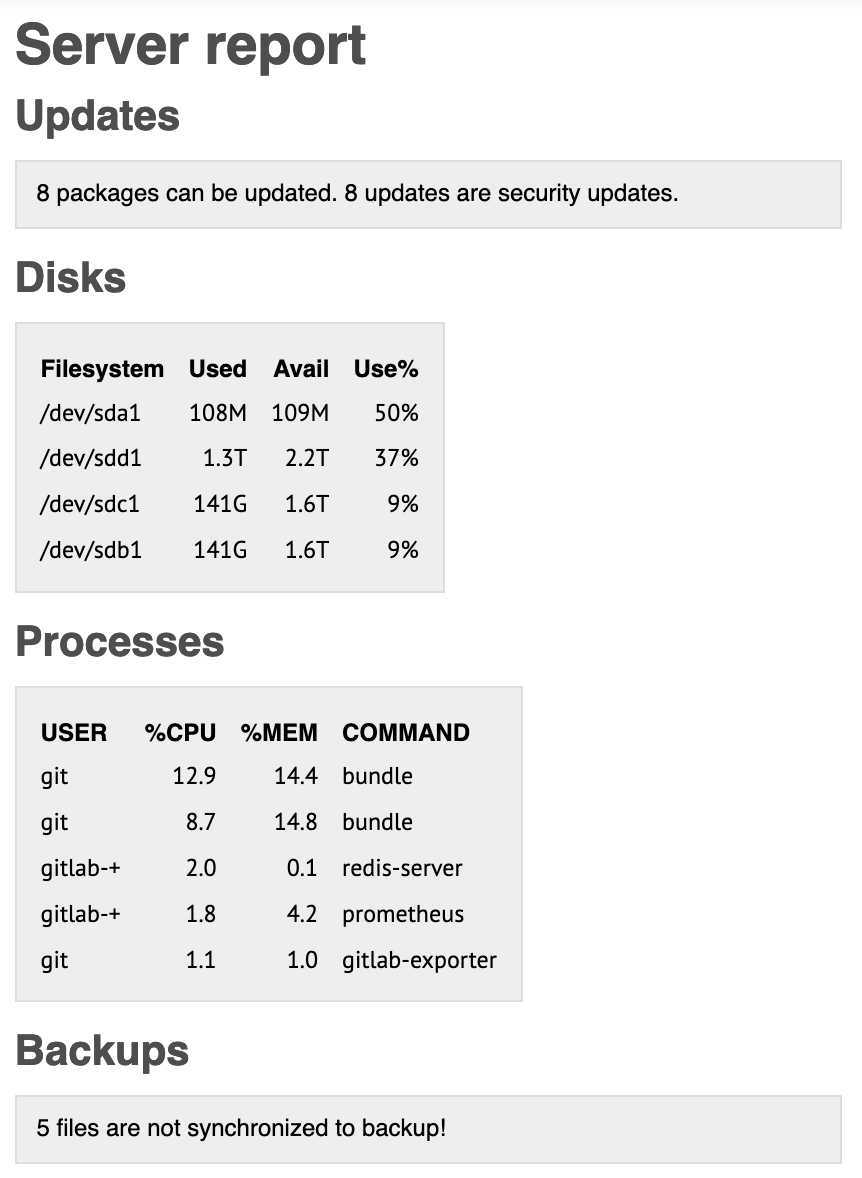 Server report
Updates
8 packages can be updated. 8 updates are security updates.
Disks
Filesystem Used Avail Use%
/dev/sda1 108M 109M 50%
/dev/sdd1 1.3T 2.2T 37%
/dev/sdc1 141G 1.6T 9%
/dev/sdb1 141G 1.6T 9%
Processes
USER %CPU %MEM COMMAND
git 12.9 14.4 bundle
git 8.7 14.8 bundle
gitlab-+ 2.0 0.1 redis-server
gitlab-+ 1.8 4.2 prometheus
git 1.1 1.0 gitlab-exporter
Backups
5 files are not synchronized to backup!